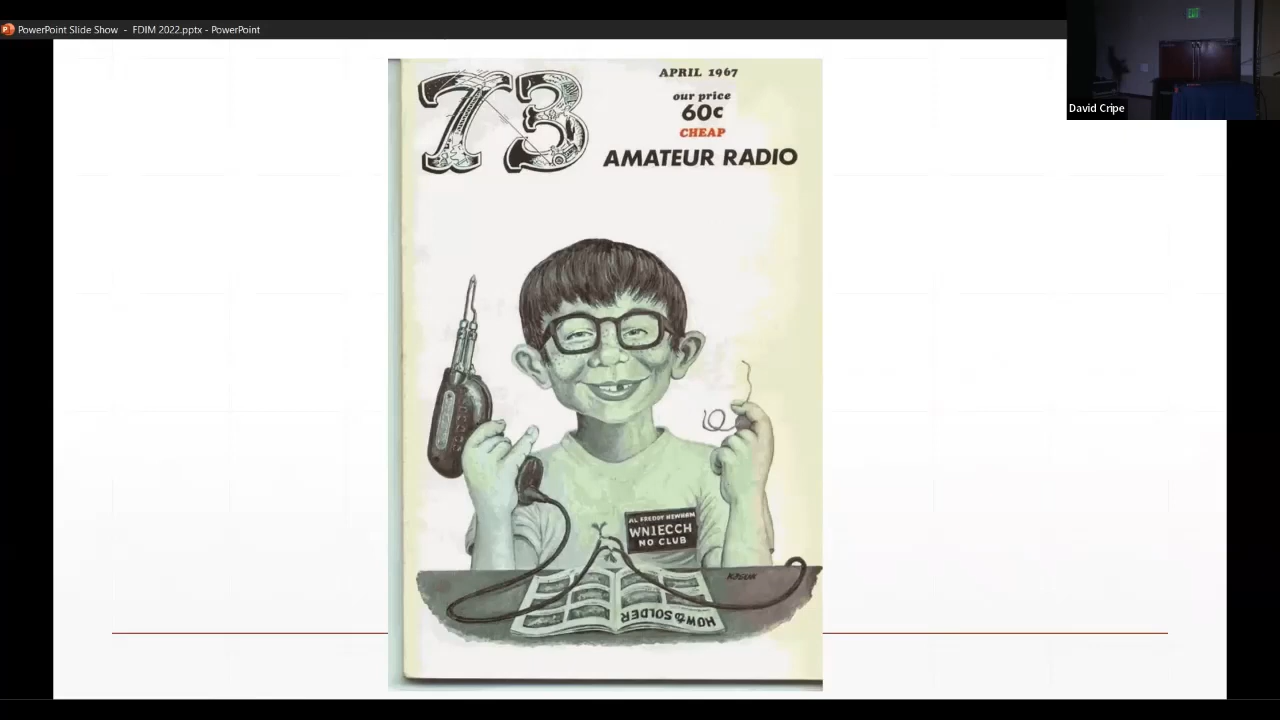 PowerPoint Slide Show - FDIM 2022.pptx - PowerPoint
David Cripe
73
APRIL 1967
our price
60c
CHEAP
AMATEUR RADIO
AL FREDDY NEWHAM
WN1ECCH
NO CLUB
HOW to SOLDER